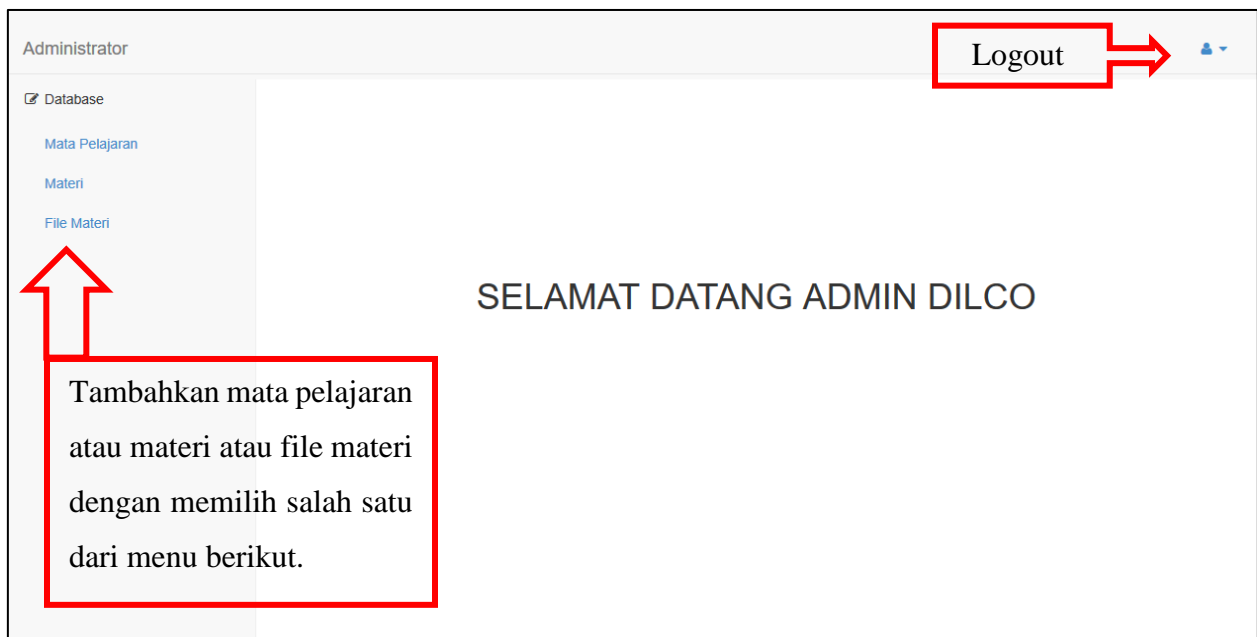 Administrator
Logout
Database
Mata Pelajaran
Materi
File Materi
SELAMAT DATANG ADMIN DILCO
Tambahkan mata pelajaran
atau materi atau file materi
dengan memilih salah satu
dari menu berikut.